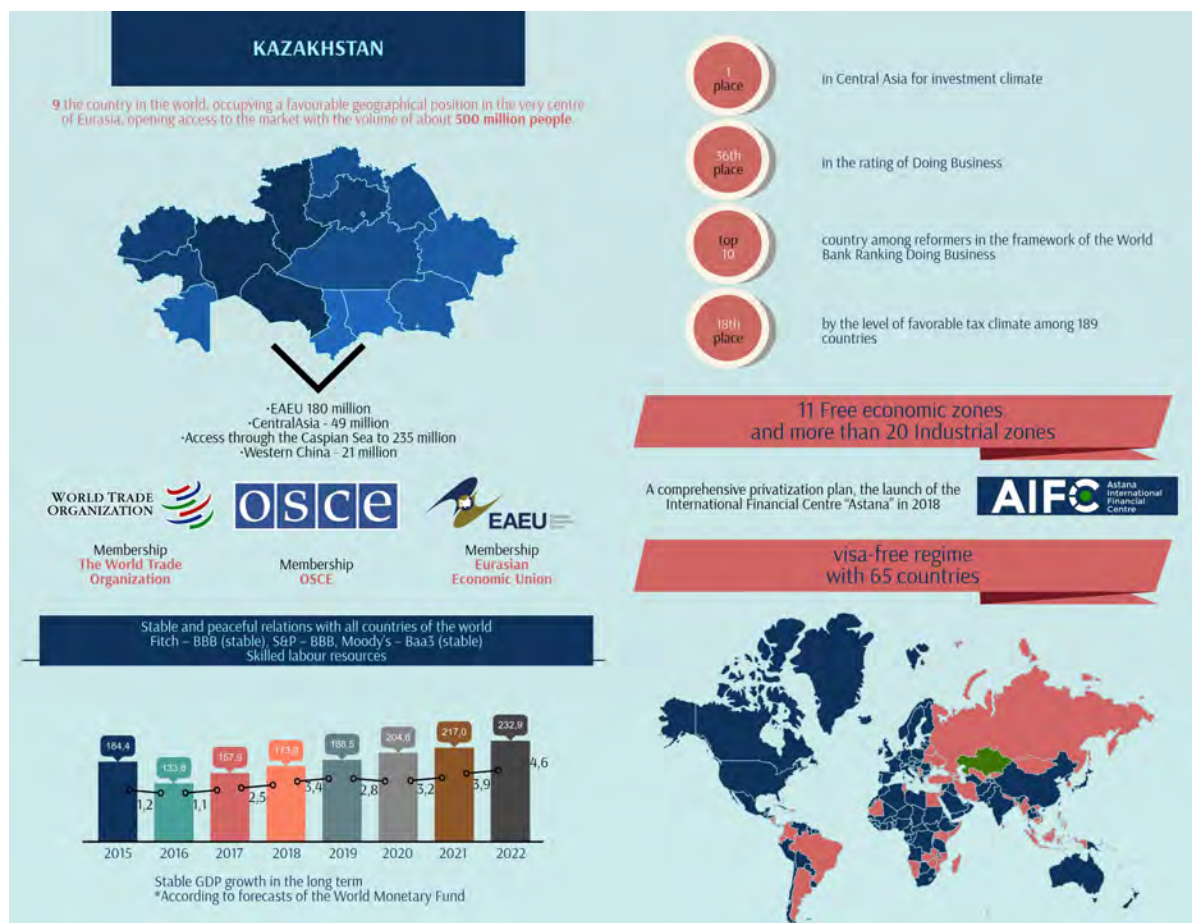 KAZAKHSTAN
9 the country in the world, occupying a favourable geographical position in the very centre
of Eurasia, opening access to the market with the volume of about 500 million people
•EAEU 180 million
•CentralAsia - 49 million
•Access through the Caspian Sea to 235 million
•Western China - 21 million
WORLD TRADE
ORGANIZATION
osce
EAEU
Membership
The World Trade
Organization
Membership
OSCE
Membership
Eurasian
Economic Union
Stable and peaceful relations with all countries of the world
Fitch – BBB (stable), S&P – BBB, Moody's – Baa3 (stable)
Skilled labour resources
184,4
133,8
157,9
188,5
204,6
217,0
232,9
1,2
1,1
2,5
3,4
2,8
3,2
3,9
4,6
2015
2016
2017
2018
2019
2020
2021
2022
Stable GDP growth in the long term
*According to forecasts of the World Monetary Fund
1
place
in Central Asia for investment climate
36th
place
in the rating of Doing Business
top
10
country among reformers in the framework of the World
Bank Ranking Doing Business
18th
place
by the level of favorable tax climate among 189
countries
11 Free economic zones
and more than 20 Industrial zones
A comprehensive privatization plan, the launch of the
International Financial Centre "Astana" in 2018
AIFC
Astana
International
Financial
Centre
visa-free regime
with 65 countries